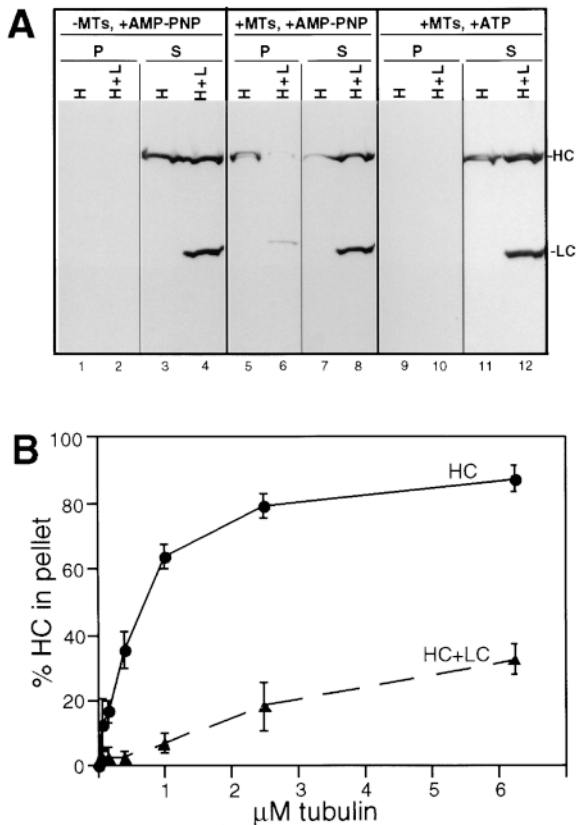 A
-MTs, +AMP-PNP +MTs, +AMP-PNP +MTs, +ATP
P S P S P S
H H+L H H+L H H+L H H+L H H+L H H+L
-HC
-LC
1 2 3 4 5 6 7 8 9 10 11 12
B
100
80
60
40
20
0
% HC in pellet
HC
HC+LC
1 2 3 4 5 6
μM tubulin